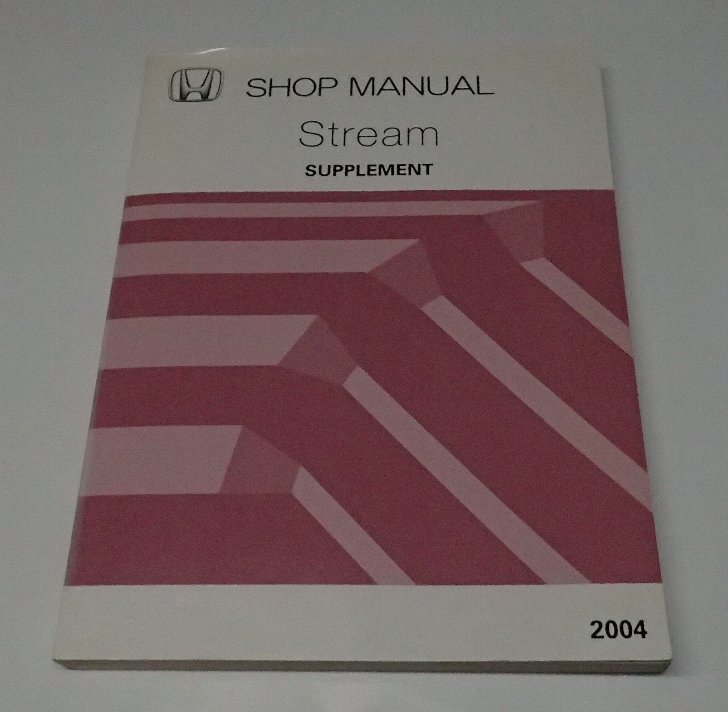 SHOP MANUAL
Stream
SUPPLEMENT
2004